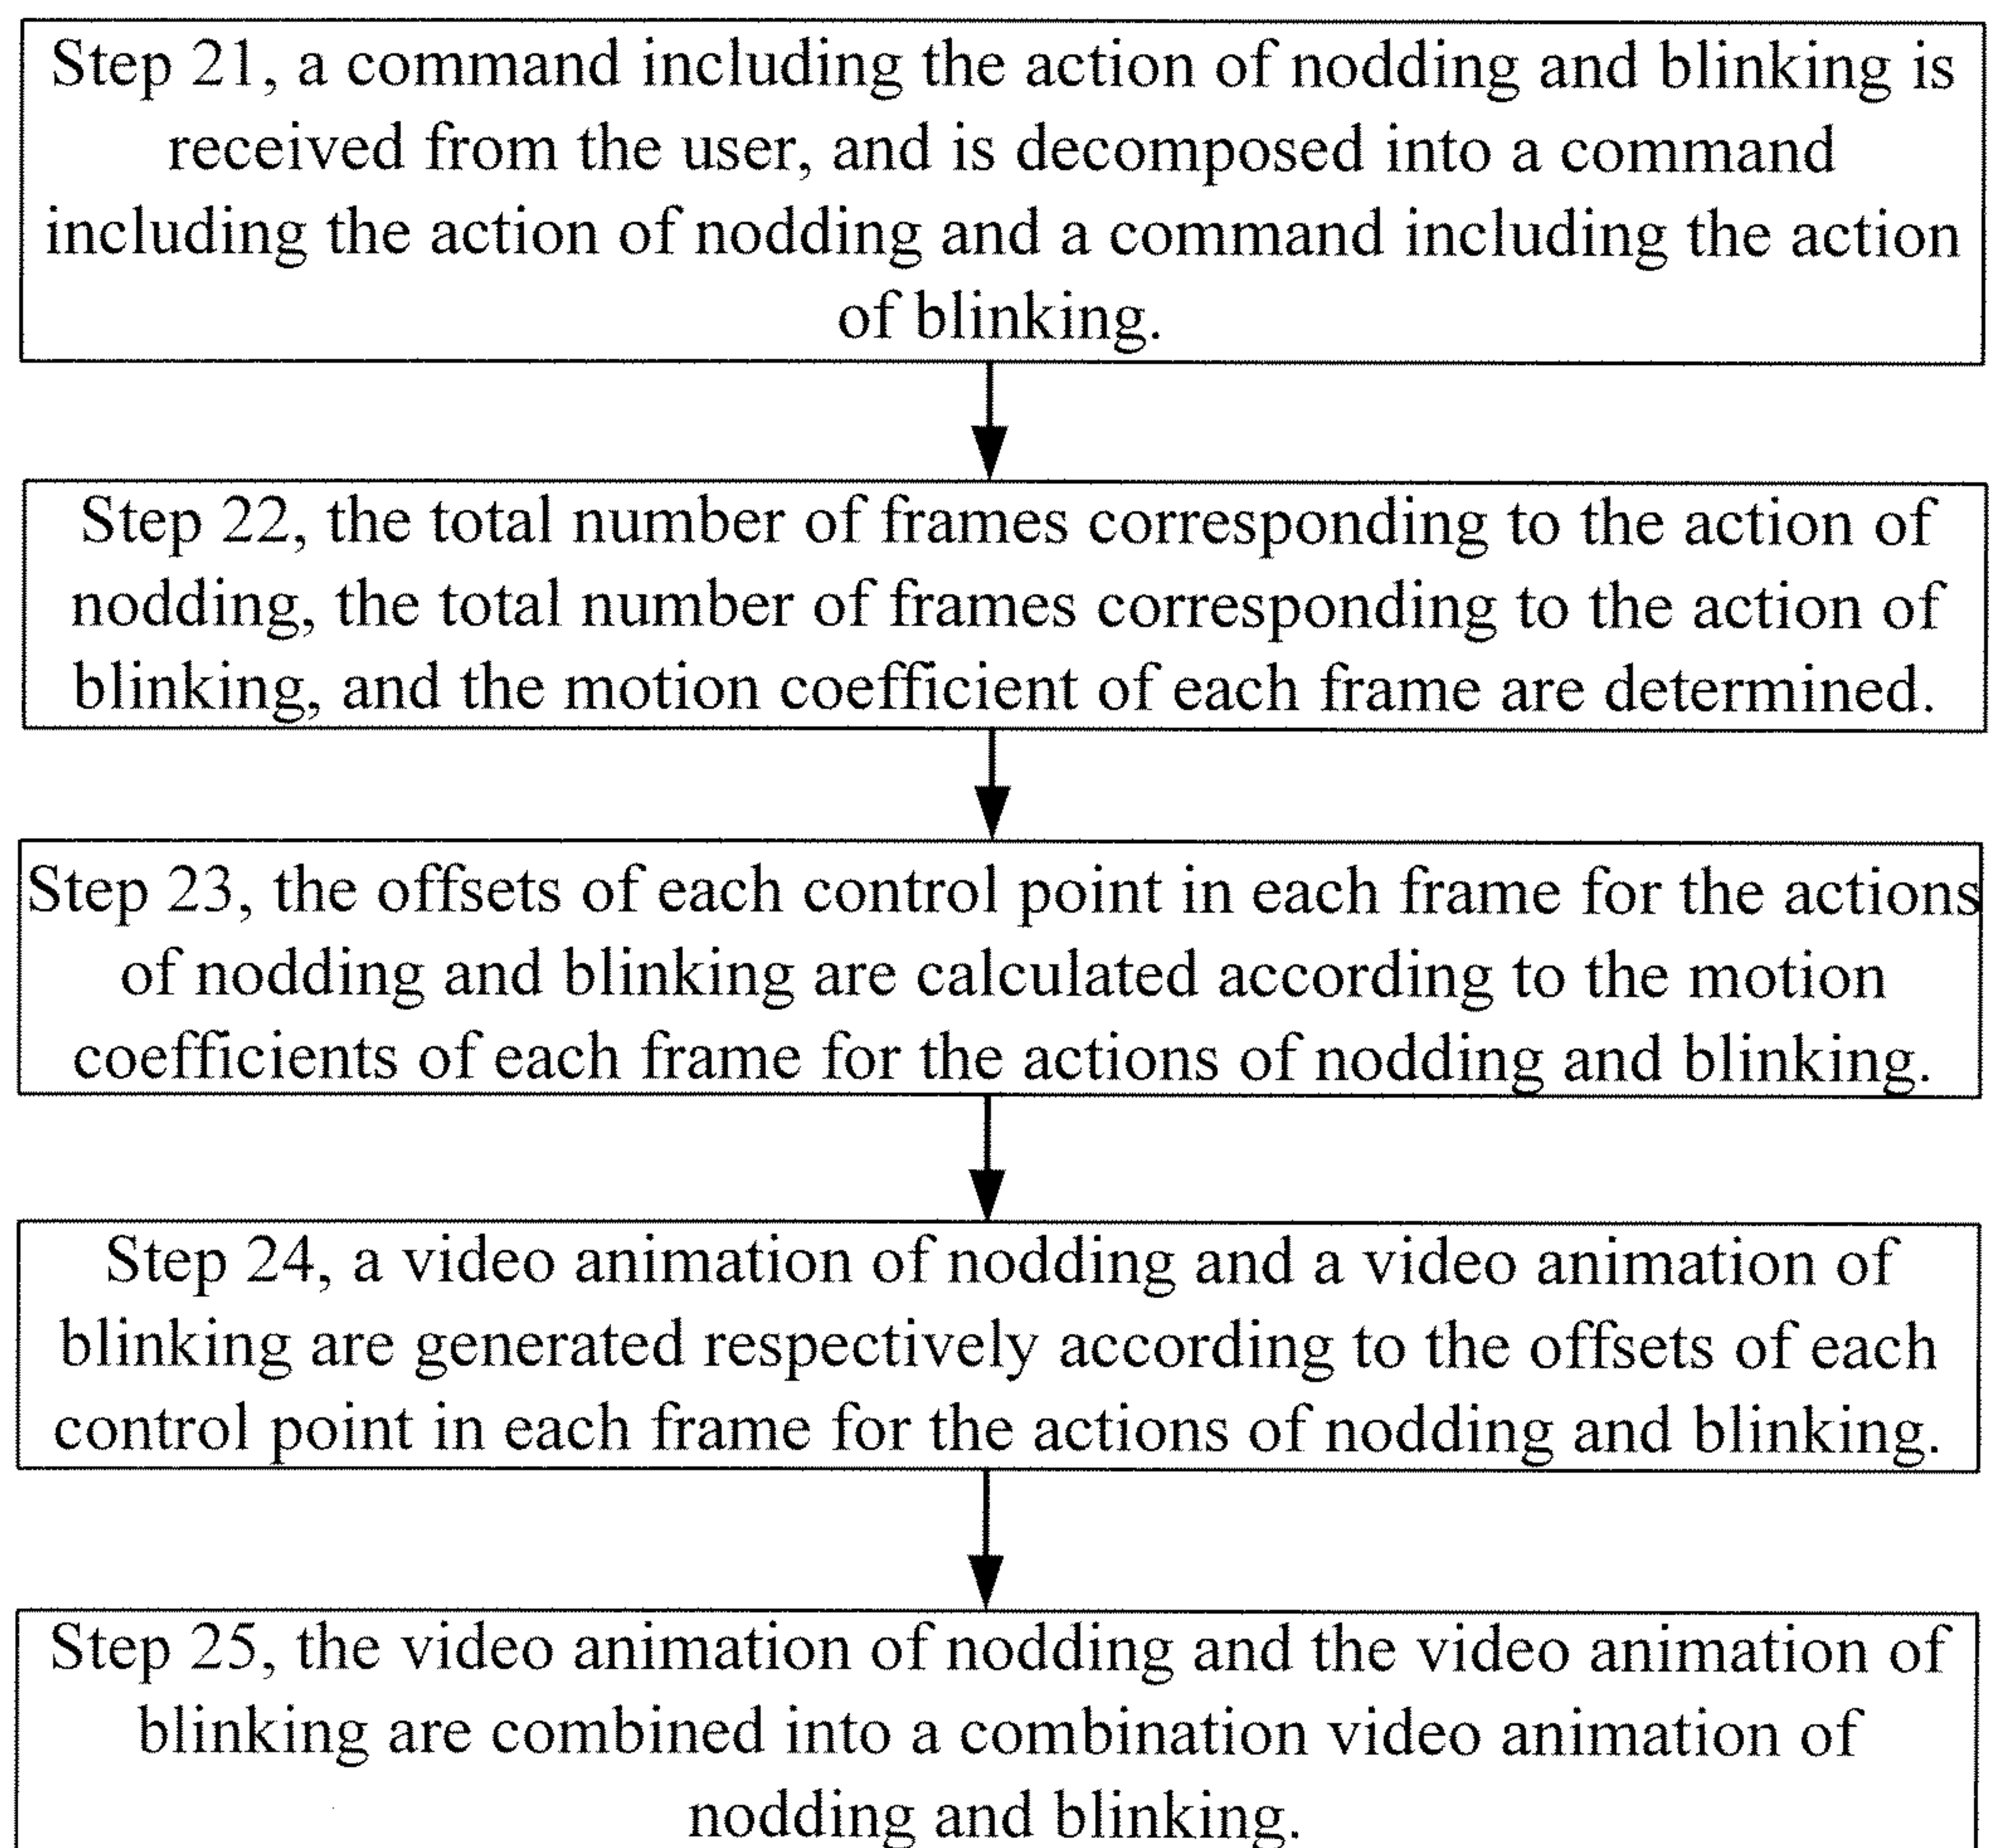 Step 21, a command including the action of nodding and blinking is
received from the user, and is decomposed into a command
including the action of nodding and a command including the action
of blinking.
Step 22, the total number of frames corresponding to the action of
nodding, the total number of frames corresponding to the action of
blinking, and the motion coefficient of each frame are determined.
Step 23, the offsets of each control point in each frame for the actions
of nodding and blinking are calculated according to the motion
coefficients of each frame for the actions of nodding and blinking.
Step 24, a video animation of nodding and a video animation of
blinking are generated respectively according to the offsets of each
control point in each frame for the actions of nodding and blinking.
Step 25, the video animation of nodding and the video animation of
blinking are combined into a combination video animation of
nodding and blinking.